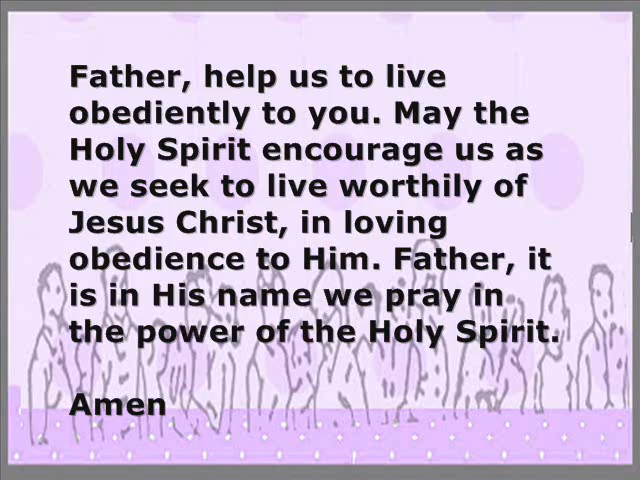 Father, help us to live
obediently to you. May the
Holy Spirit encourage us as
we seek to live worthily of
Jesus Christ, in loving
obedience to Him. Father, it
is in His name we pray in
the power of the Holy Spirit.
Amen